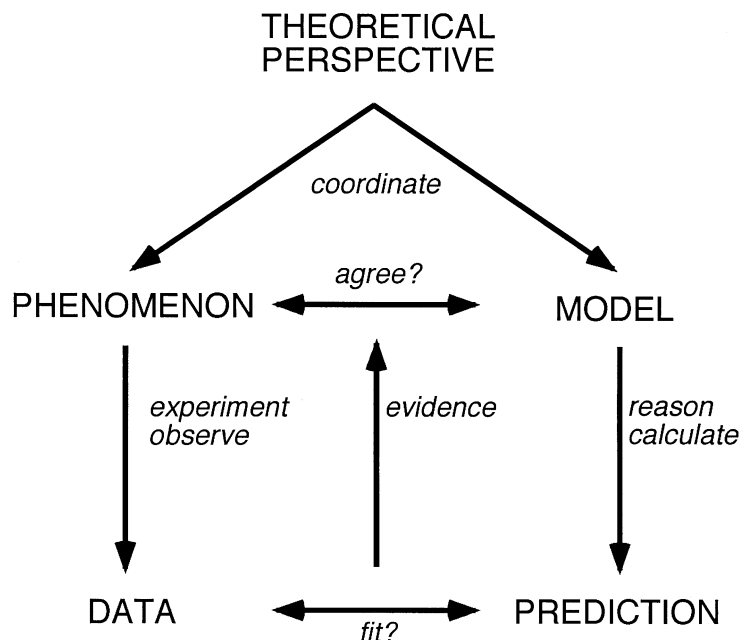 THEORETICAL
PERSPECTIVE
coordinate
agree?
PHENOMENON
MODEL
experiment
observe
evidence
reason
calculate
DATA
PREDICTION
fit?